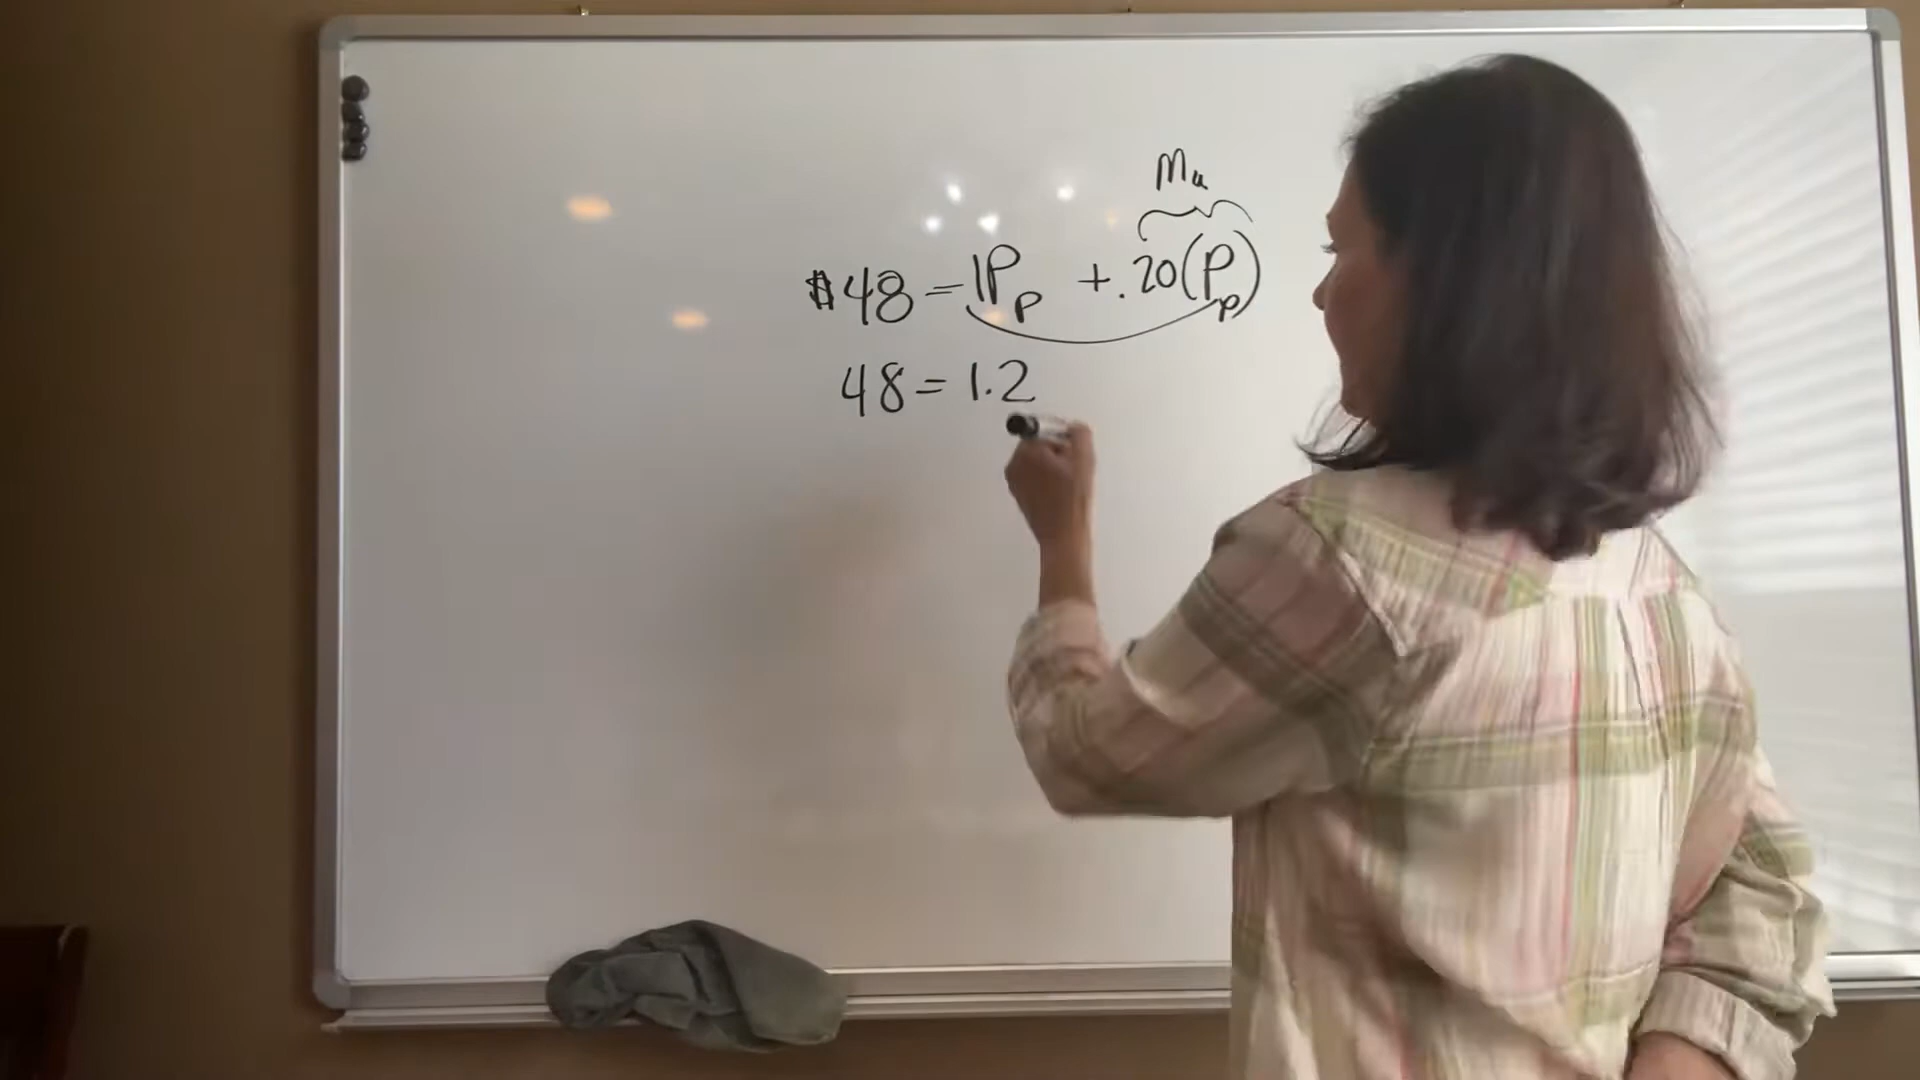 Mu
$48 = 1Pp + .20(Pp)
48 = 1.2